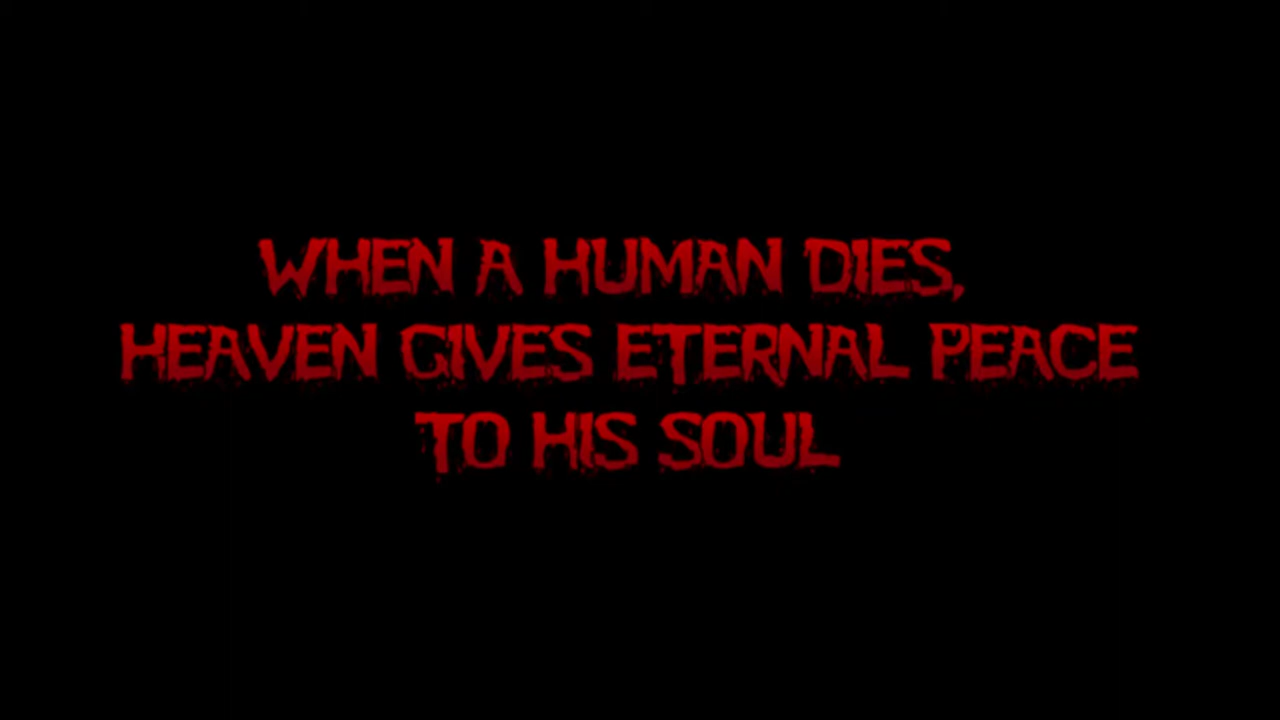 WHEN A HUMAN DIES,
HEAVEN GIVES ETERNAL PEACE
TO HIS SOUL